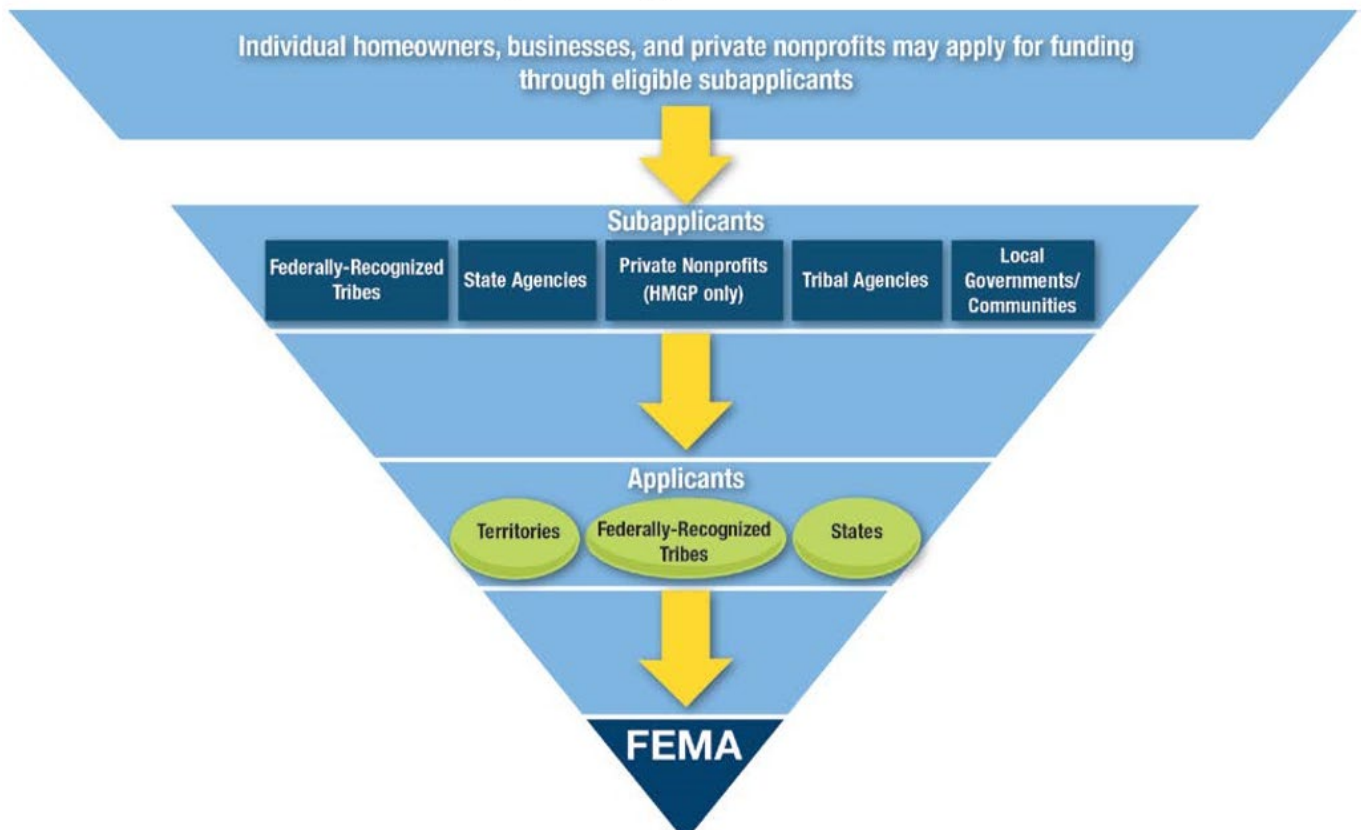 Individual homeowners, businesses, and private nonprofits may apply for funding
through eligible subapplicants
Subapplicants
Federally-Recognized
Tribes
State Agencies
Private Nonprofits
(HMGP only)
Tribal Agencies
Local
Governments/
Communities
Applicants
Territories
Federally-Recognized
Tribes
States
FEMA